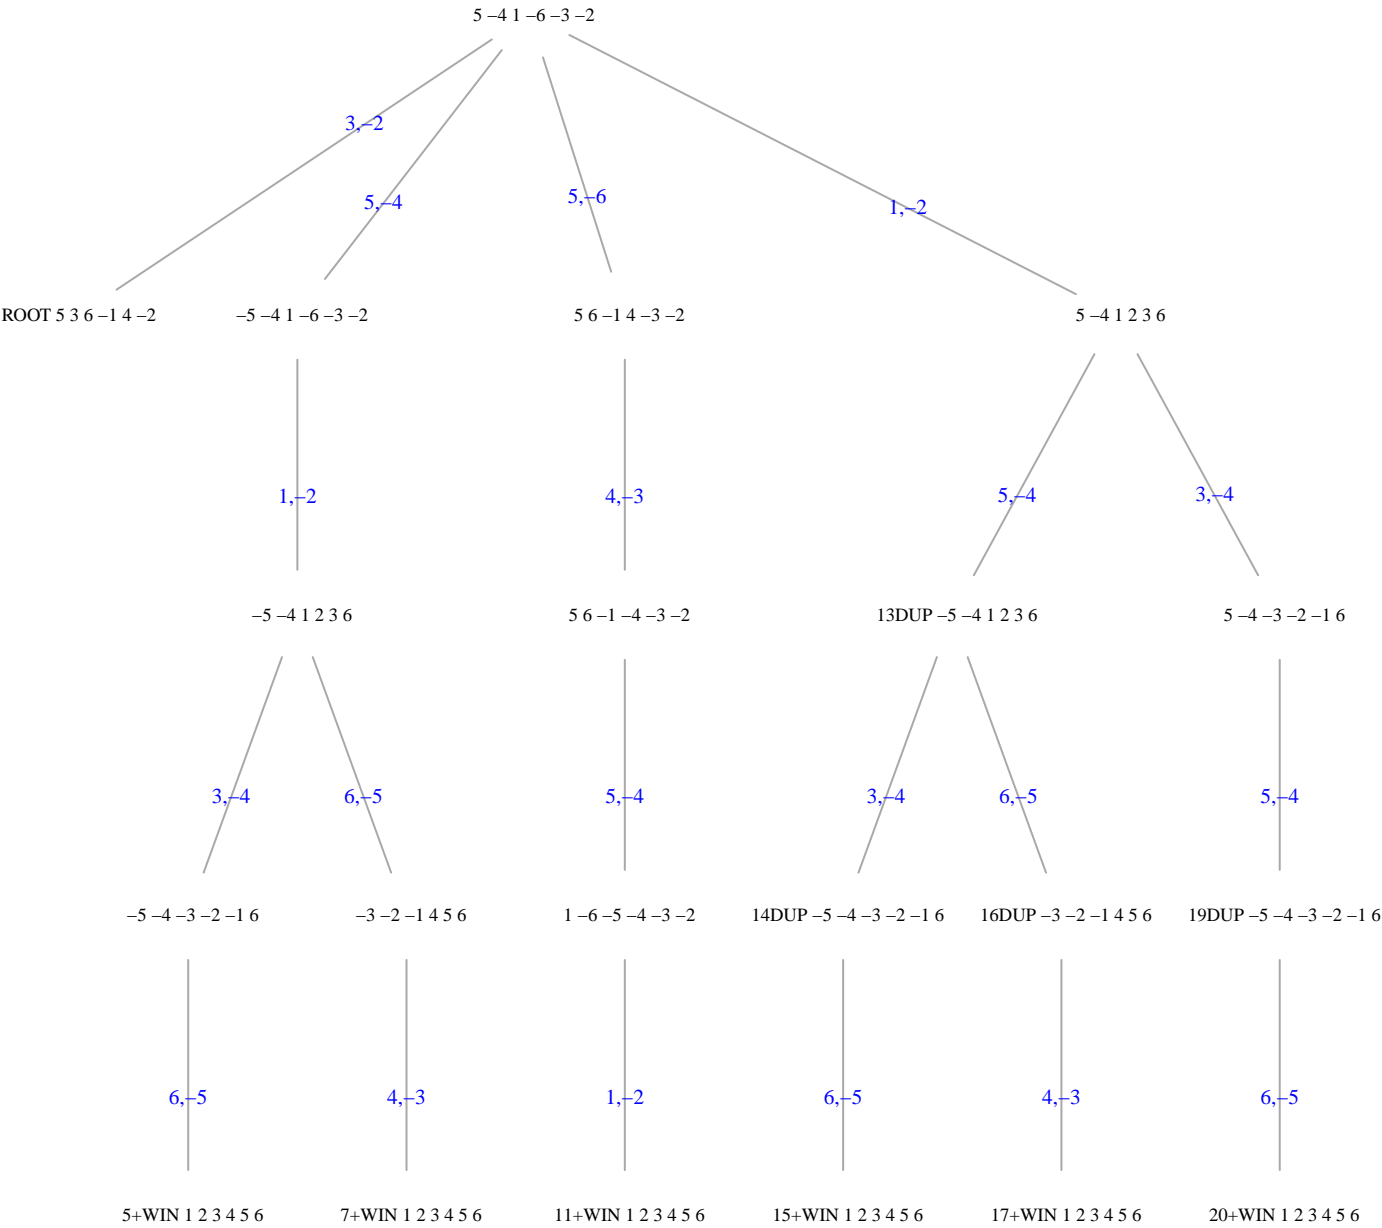 5 –4 1 –6 –3 –2
3,–2
5,–4
5,–6
1,–2
ROOT 5 3 6 –1 4 –2
–5 –4 1 –6 –3 –2
5 6 –1 4 –3 –2
5 –4 1 2 3 6
1,–2
4,–3
5,–4
3,–4
–5 –4 1 2 3 6
5 6 –1 –4 –3 –2
13DUP –5 –4 1 2 3 6
5 –4 –3 –2 –1 6
3,–4
6,–5
5,–4
3,–4
6,–5
5,–4
–5 –4 –3 –2 –1 6
–3 –2 –1 4 5 6
1 –6 –5 –4 –3 –2
14DUP –5 –4 –3 –2 –1 6
16DUP –3 –2 –1 4 5 6
19DUP –5 –4 –3 –2 –1 6
6,–5
4,–3
1,–2
6,–5
4,–3
6,–5
5+WIN 1 2 3 4 5 6
7+WIN 1 2 3 4 5 6
11+WIN 1 2 3 4 5 6
15+WIN 1 2 3 4 5 6
17+WIN 1 2 3 4 5 6
20+WIN 1 2 3 4 5 6